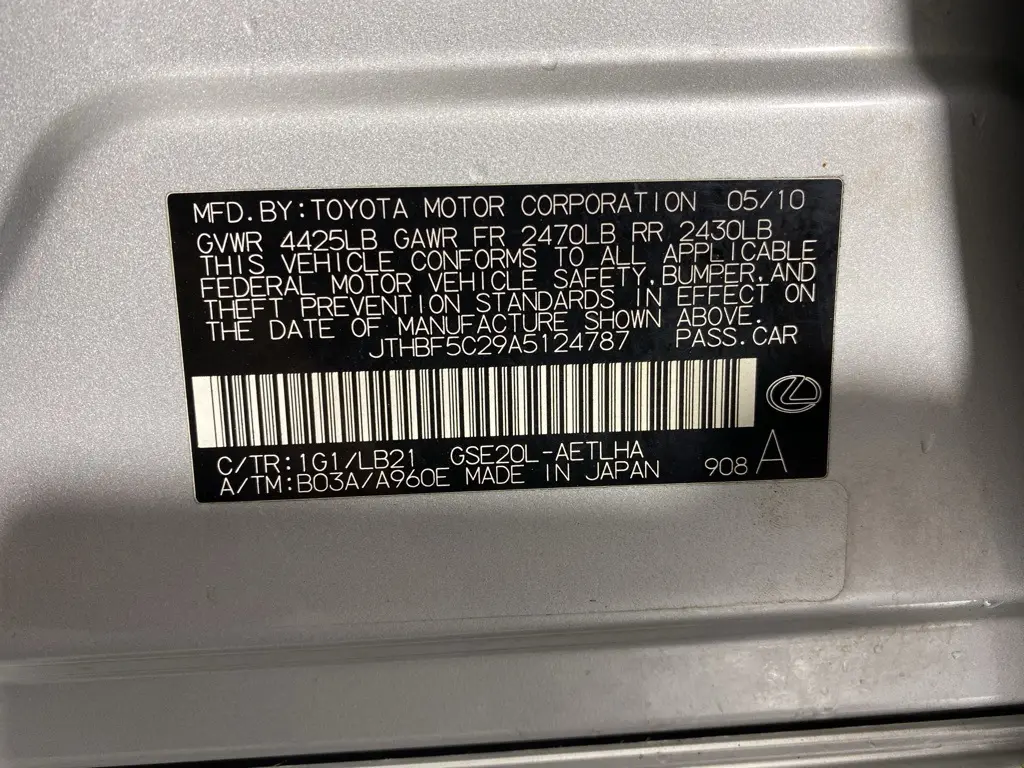 MFD.BY:TOYOTA MOTOR CORPORATION 05/10
GVWR 4425LB GAWR FR 2470LB RR 2430LB
THIS VEHICLE CONFORMS TO ALL APPLICABLE
FEDERAL MOTOR VEHICLE SAFETY,BUMPER,AND
THEFT PREVENTION STANDARDS IN EFFECT ON
THE DATE OF MANUFACTURE SHOWN ABOVE.
JTHBF5C29A5124787 PASS.CAR
C/TR:1G1/LB21 GSE20L-AETLHA
A/TM:B03A/A960E MADE IN JAPAN 908 A